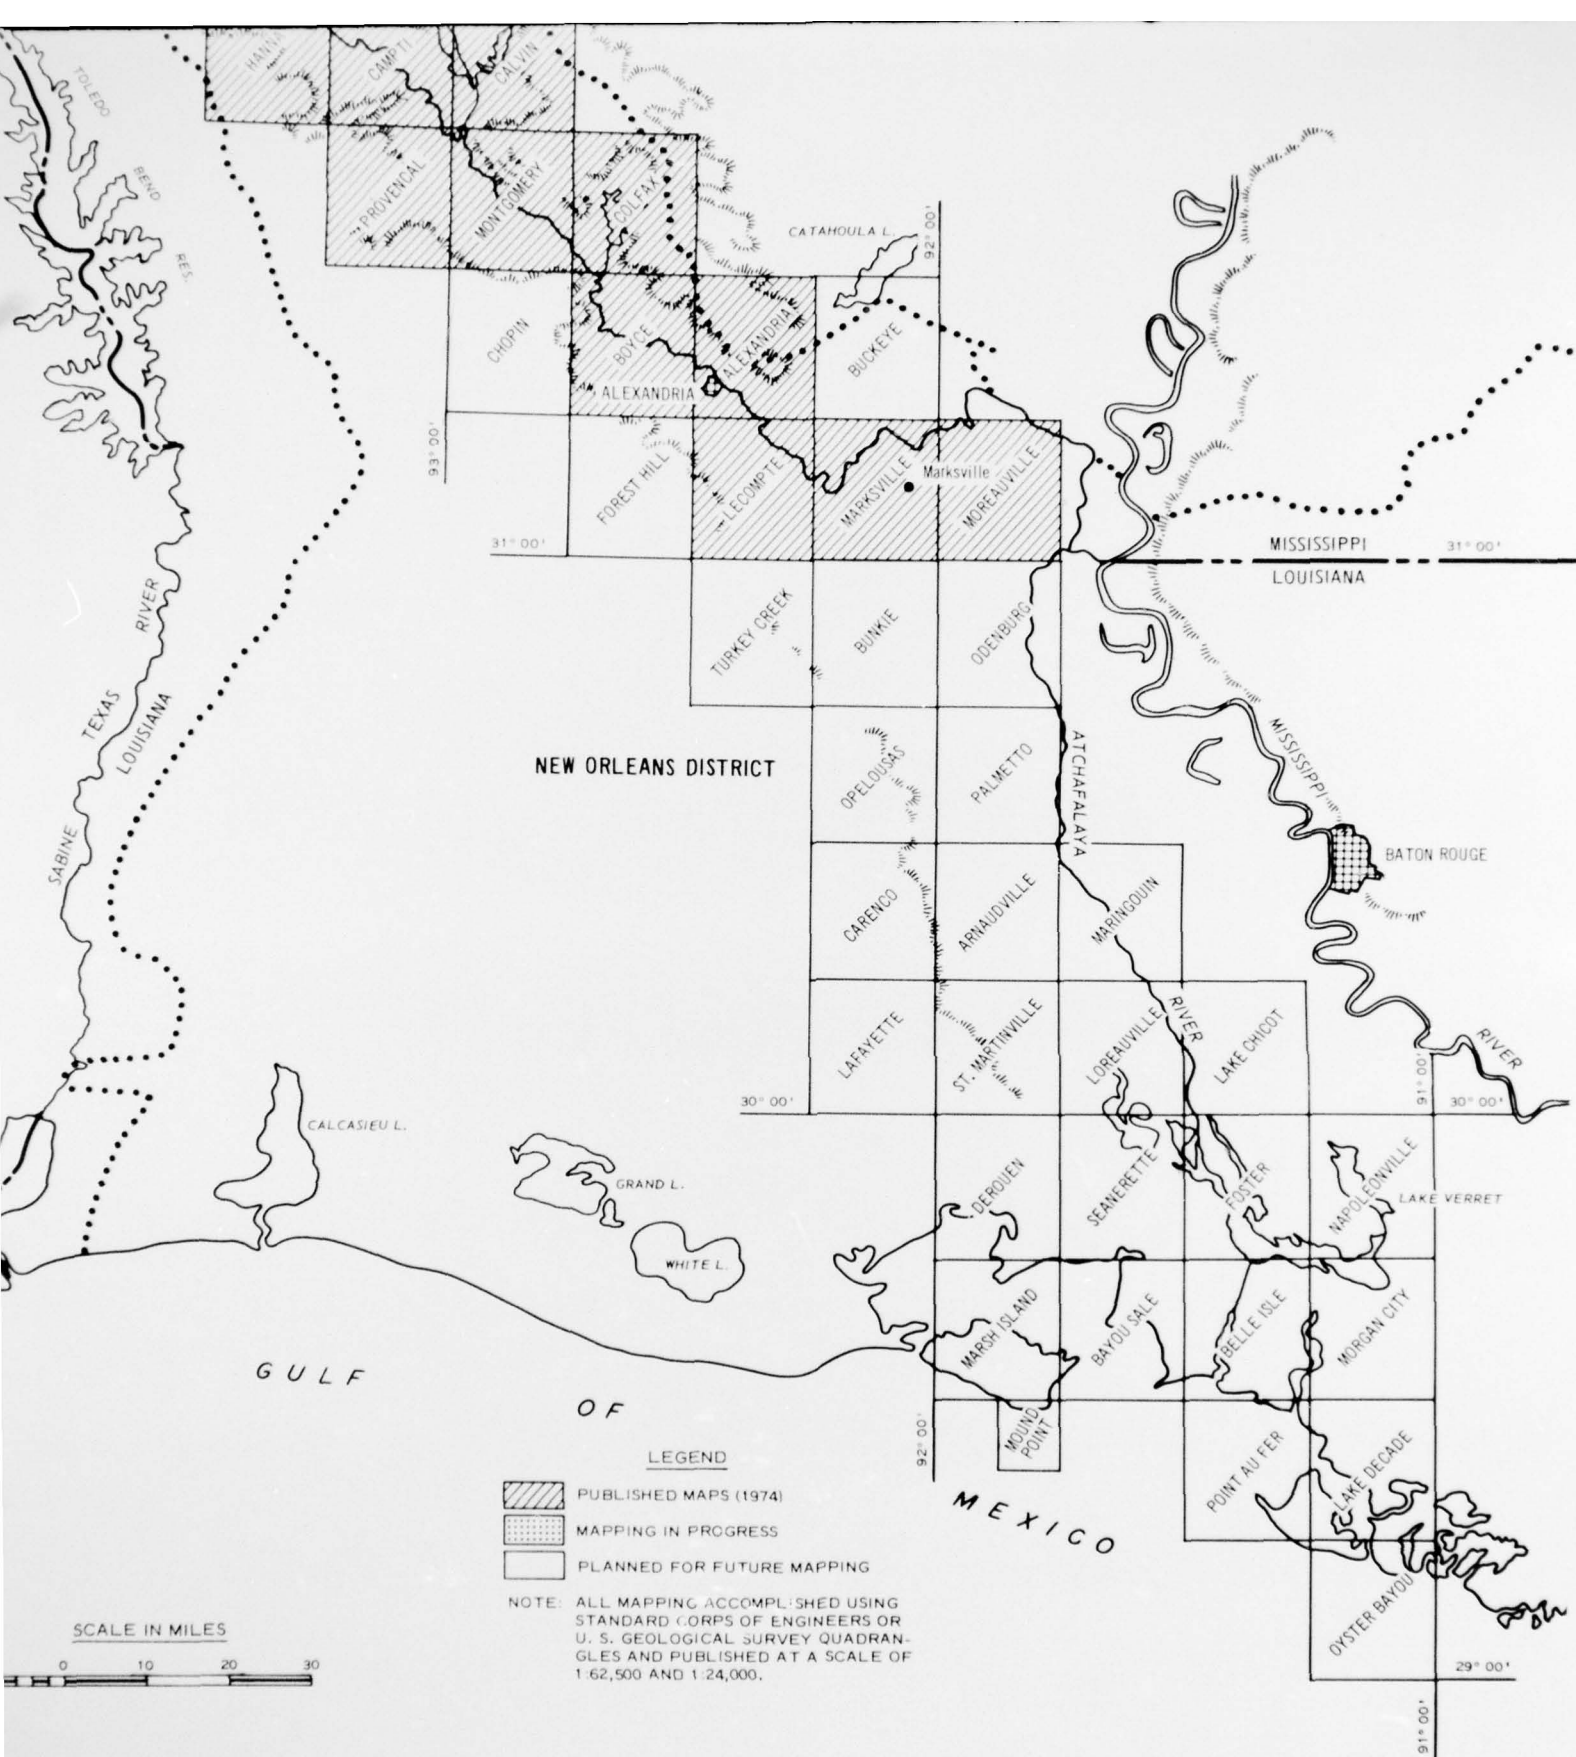 HANNA
CAMPTI
CALVIN
TOLEDO
BEND
RES.
PROVENCAL
MONTGOMERY
COLFAX
CATAHOULA L.
92° 00'
CHOPIN
BOYCE
ALEXANDRIA
BUCKEYE
ALEXANDRIA
93° 00'
FOREST HILL
LECOMPTE
MARKSVILLE
Marksville
MOREAUVILLE
31° 00'
MISSISSIPPI
31° 00'
LOUISIANA
TURKEY CREEK
BUNKIE
ODENBURG
RIVER
TEXAS
LOUISIANA
SABINE
NEW ORLEANS DISTRICT
OPELOUSAS
PALMETTO
ATCHAFALAYA
MISSISSIPPI
BATON ROUGE
CARENCO
ARNAUDVILLE
MARINGOUIN
LAFAYETTE
ST. MARTINVILLE
LOREAUVILLE
RIVER
LAKE CHICOT
RIVER
91° 00'
30° 00'
30° 00'
CALCASIEU L.
GRAND L.
WHITE L.
DEROUEN
SEANERETTE
FOSTER
NAPOLEONVILLE
LAKE VERRET
MARSH ISLAND
BAYOU SALE
BELLE ISLE
MORGAN CITY
GULF
OF
MEXICO
92° 00'
MOUND
POINT
POINT AU FER
LAKE DECADE
OYSTER BAYOU
29° 00'
91° 00'
LEGEND
PUBLISHED MAPS (1974)
MAPPING IN PROGRESS
PLANNED FOR FUTURE MAPPING
NOTE: ALL MAPPING ACCOMPLISHED USING
STANDARD CORPS OF ENGINEERS OR
U. S. GEOLOGICAL SURVEY QUADRAN-
GLES AND PUBLISHED AT A SCALE OF
1:62,500 AND 1:24,000.
SCALE IN MILES
0 10 20 30